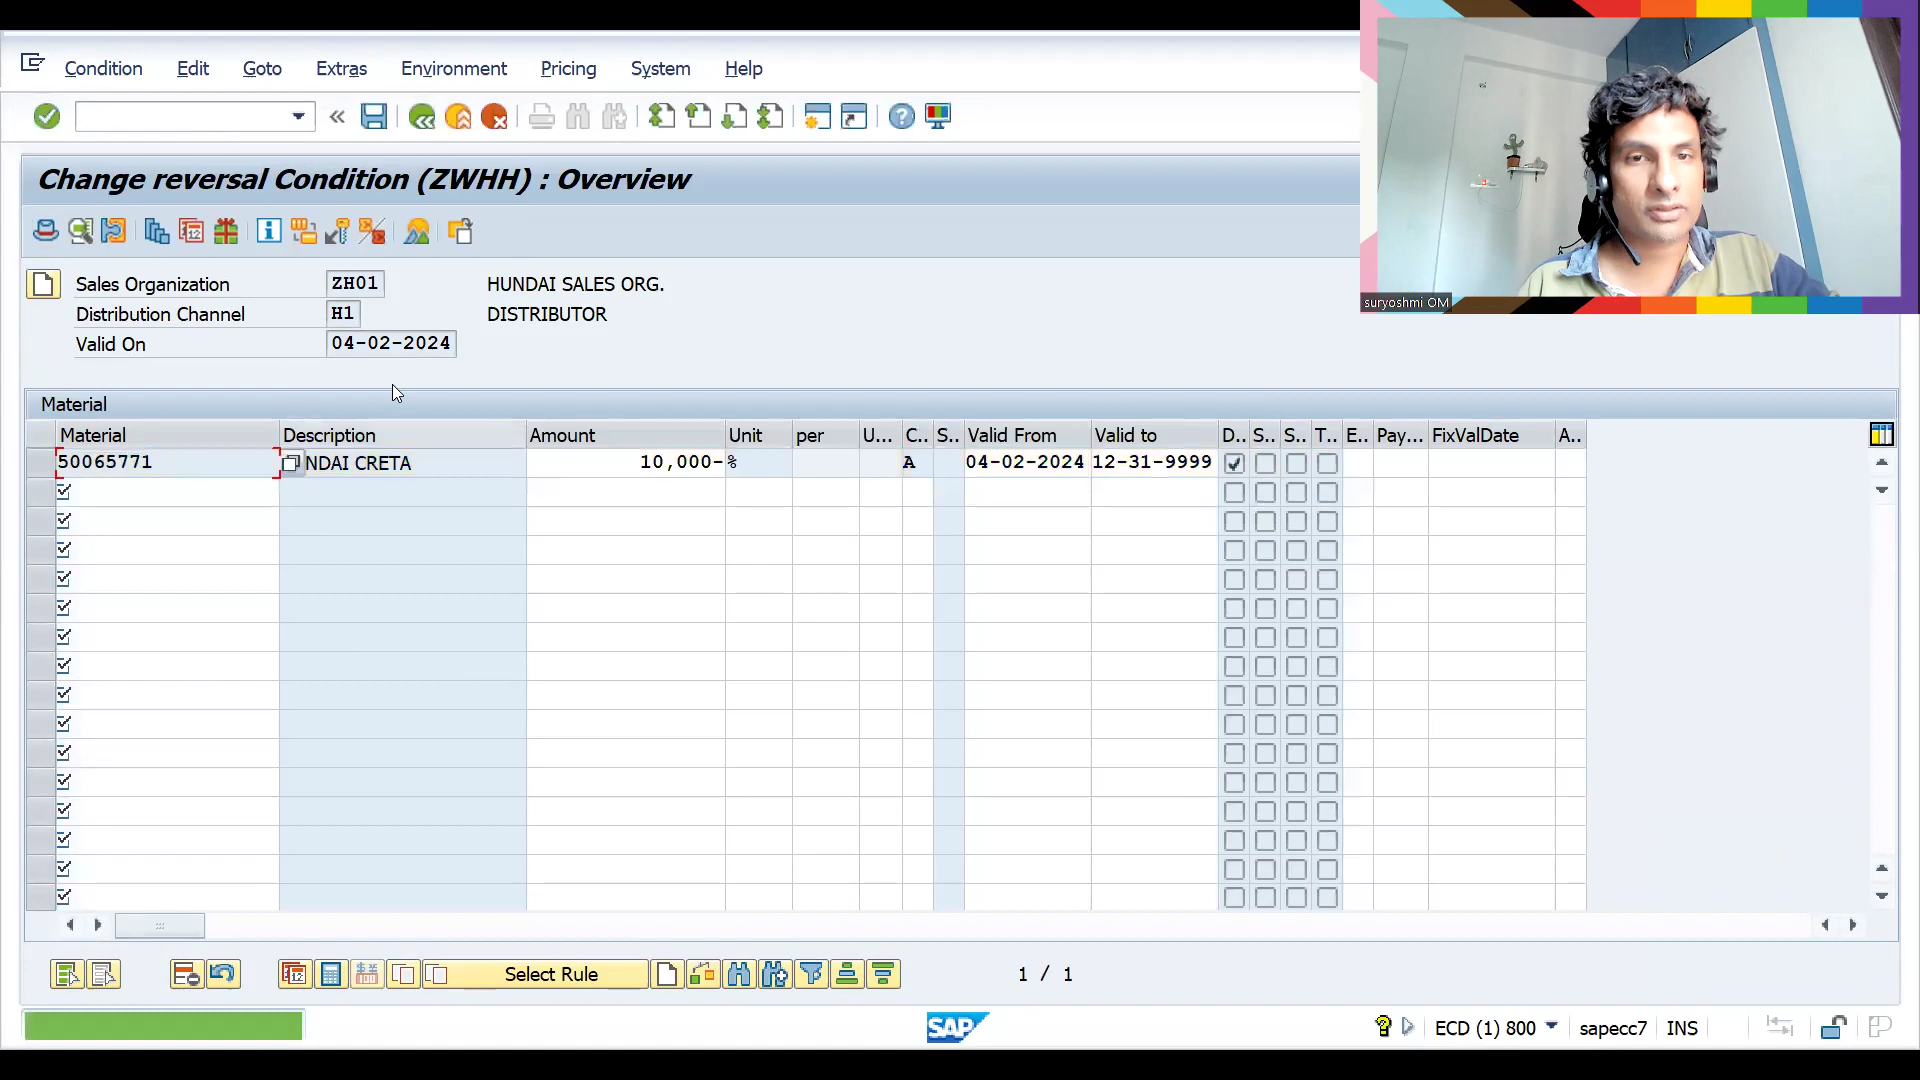 Condition Edit Goto Extras Environment Pricing System Help
Change reversal Condition (ZWHH) : Overview
Sales Organization ZH01 HUNDAI SALES ORG.
Distribution Channel H1 DISTRIBUTOR
Valid On 04-02-2024
suryoshmi OM
Material
Material Description Amount Unit per U... C.. S.. Valid From Valid to D.. S.. S.. T.. E.. Pay... FixValDate A..
50065771 NDAI CRETA 10,000- % A 04-02-2024 12-31-9999
Select Rule 1 / 1
SAP ECD (1) 800 sapecc7 INS